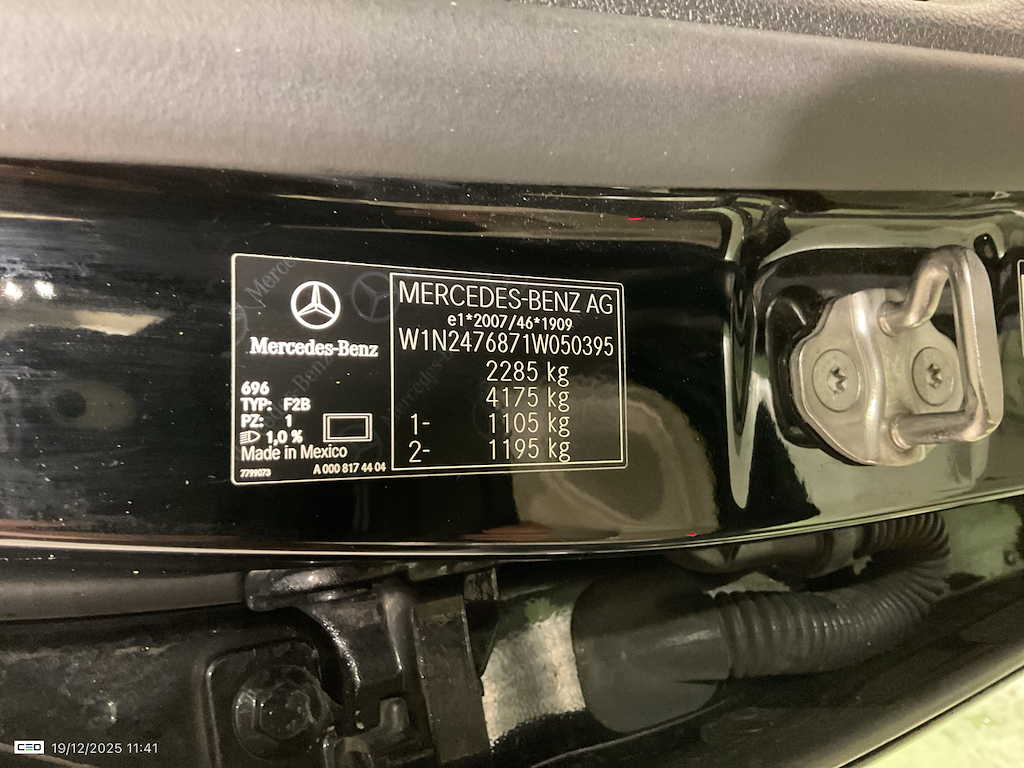 Mercedes-Benz
696
TYP: F2B
PZ: 1
1,0 %
Made in Mexico
7799073
A 000 817 44 04
MERCEDES-BENZ AG
e1*2007/46*1909
W1N2476871W050395
2285 kg
4175 kg
1- 1105 kg
2- 1195 kg
CEO 19/12/2025 11:41